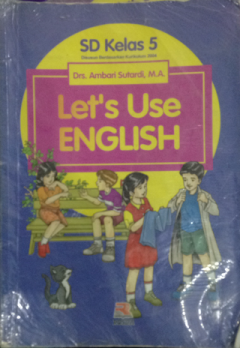 SD Kelas 5
Drs. Ambari Sutardi, M.A.
Let's Use
ENGLISH